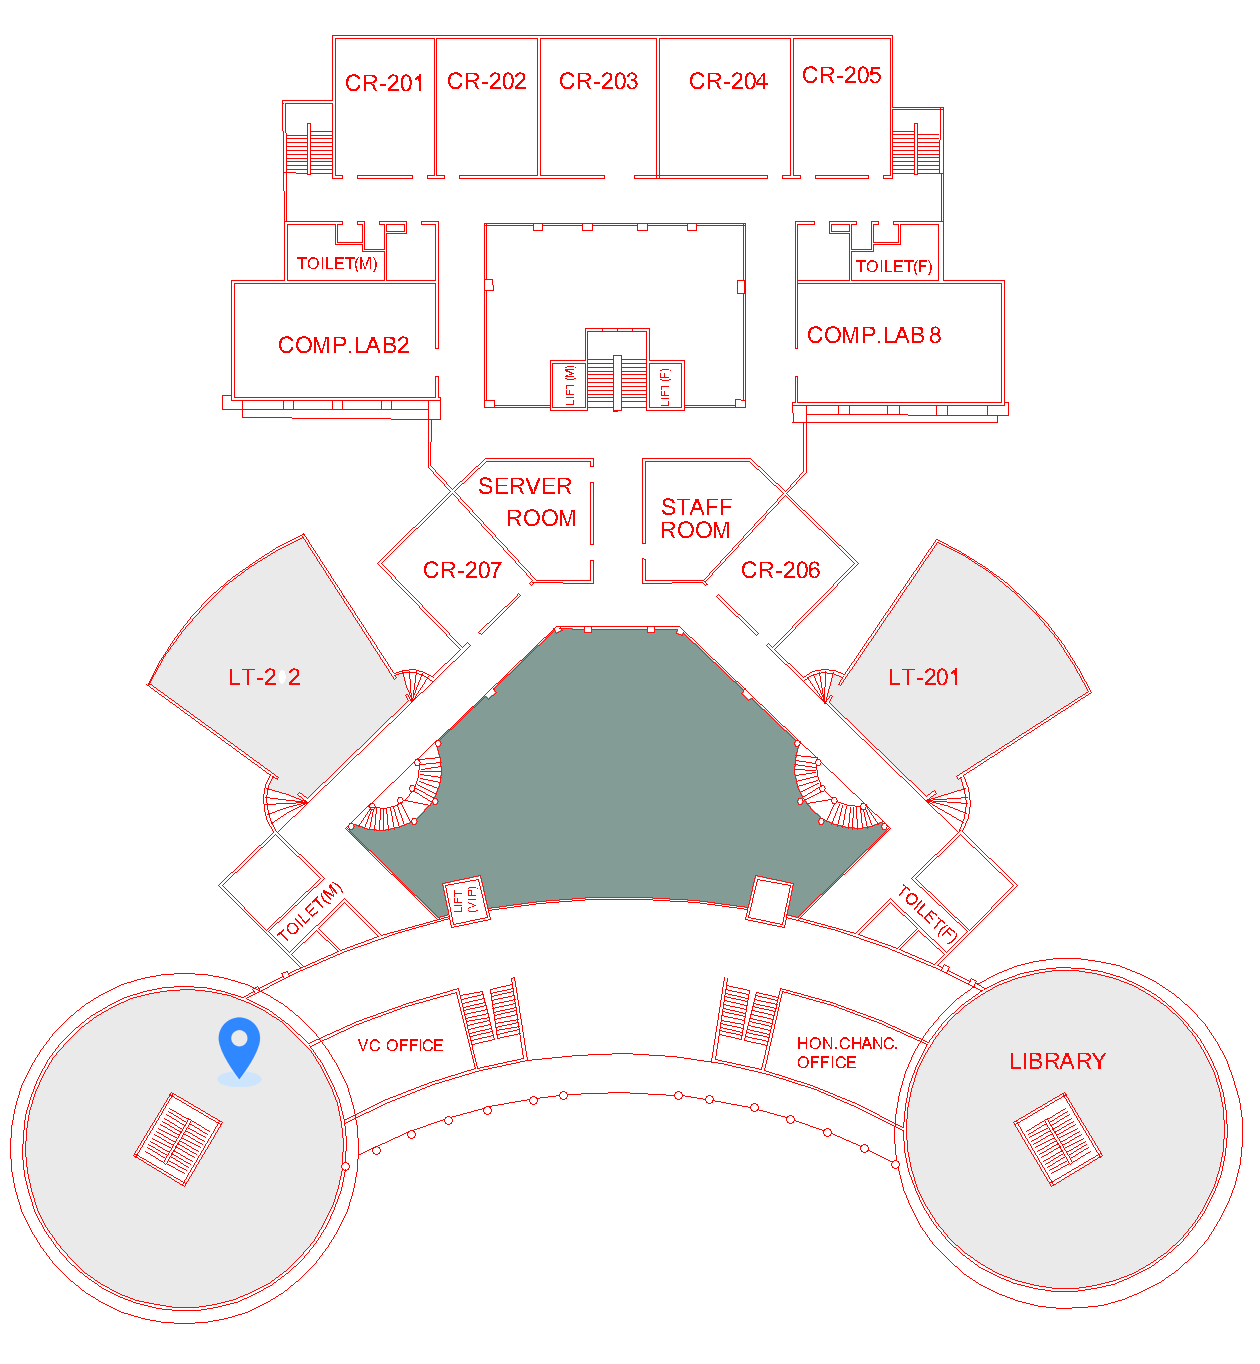 CR-201
CR-202
CR-203
CR-204
CR-205
TOILET(M)
TOILET(F)
COMP.LAB2
COMP.LAB 8
LIFT(M)
LIFT(F)
SERVER
ROOM
STAFF
ROOM
CR-207
CR-206
LT-2 2
LT-201
LIFT
(VIP)
TOILET(M)
TOILET(F)
VC OFFICE
HON.CHANC.
OFFICE
LIBRARY